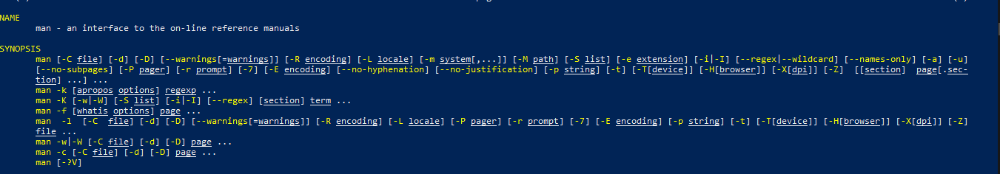 NAME
man - an interface to the on-line reference manuals
SYNOPSIS
man [-C file] [-d] [-D] [--warnings[=warnings]] [-R encoding] [-L locale] [-m system[,...]] [-M path] [-S list] [-e extension] [-i|-I] [--regex|--wildcard] [--names-only] [-a] [-u]
[--no-subpages] [-P pager] [-r prompt] [-7] [-E encoding] [--no-hyphenation] [--no-justification] [-p string] [-t] [-T[device]] [-H[browser]] [-X[dpi]] [-Z] [[section] page[.sec-
tion] ...] ...
man -k [apropos options] regexp ...
man -K [-w|-W] [-S list] [-i|-I] [--regex] [section] term ...
man -f [whatis options] page ...
man -l [-C file] [-d] [-D] [--warnings[=warnings]] [-R encoding] [-L locale] [-P pager] [-r prompt] [-7] [-E encoding] [-p string] [-t] [-T[device]] [-H[browser]] [-X[dpi]] [-Z]
file ...
man -w|-W [-C file] [-d] [-D] page ...
man -c [-C file] [-d] [-D] page ...
man [-?V]